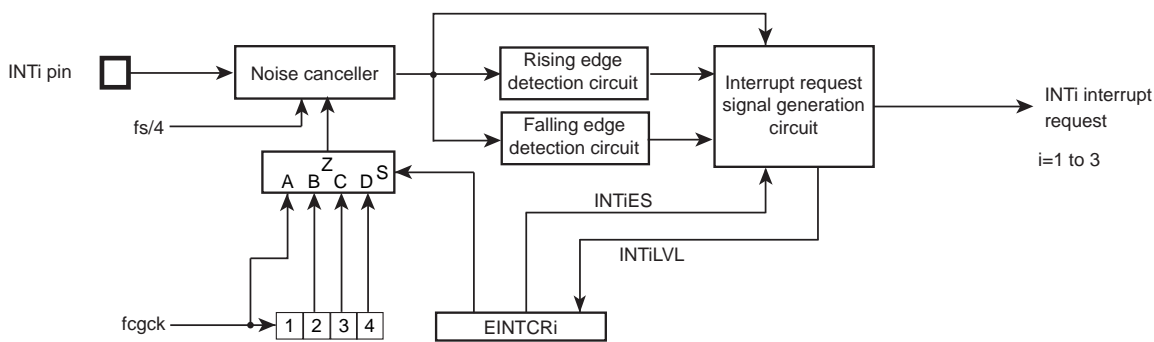 INTi pin
Noise canceller
Rising edge
detection circuit
Falling edge
detection circuit
Interrupt request
signal generation
circuit
INTi interrupt
request
i=1 to 3
fs/4
Z
S
A B C D
INTiES
INTiLVL
fcgck
1 2 3 4
EINTCRi